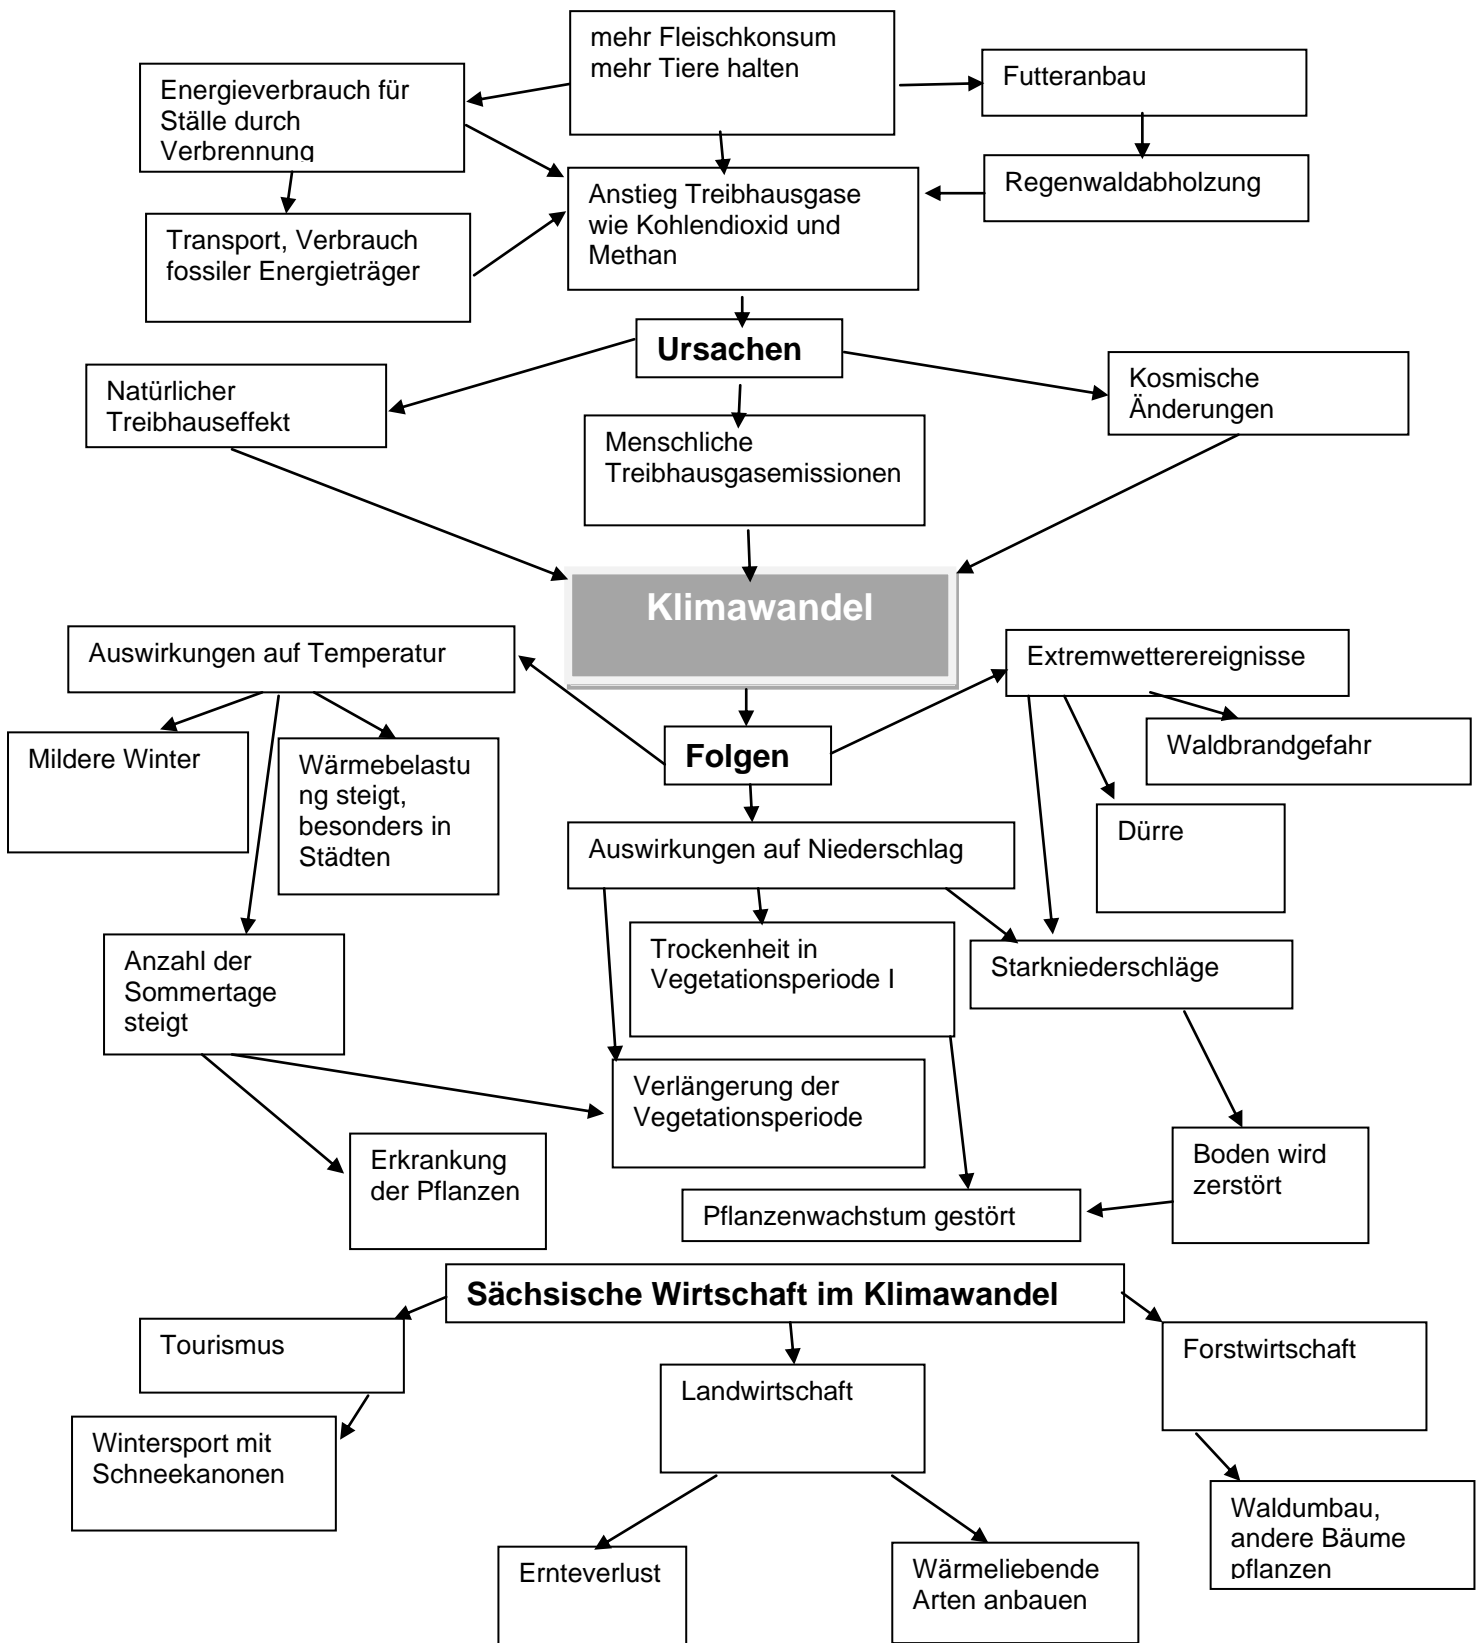 mehr Fleischkonsum
mehr Tiere halten
Energieverbrauch für
Ställe durch
Verbrennung
Futteranbau
Regenwaldabholzung
Anstieg Treibhausgase
wie Kohlendioxid und
Methan
Transport, Verbrauch
fossiler Energieträger
Ursachen
Natürlicher
Treibhauseffekt
Menschliche
Treibhausgasemissionen
Kosmische
Änderungen
Klimawandel
Auswirkungen auf Temperatur
Extremwetterereignisse
Folgen
Mildere Winter
Wärmebelastu
ng steigt,
besonders in
Städten
Waldbrandgefahr
Dürre
Auswirkungen auf Niederschlag
Anzahl der
Sommertage
steigt
Trockenheit in
Vegetationsperiode I
Starkniederschläge
Verlängerung der
Vegetationsperiode
Erkrankung
der Pflanzen
Boden wird
zerstört
Pflanzenwachstum gestört
Sächsische Wirtschaft im Klimawandel
Tourismus
Landwirtschaft
Forstwirtschaft
Wintersport mit
Schneekanonen
Ernteverlust
Wärmeliebende
Arten anbauen
Waldumbau,
andere Bäume
pflanzen